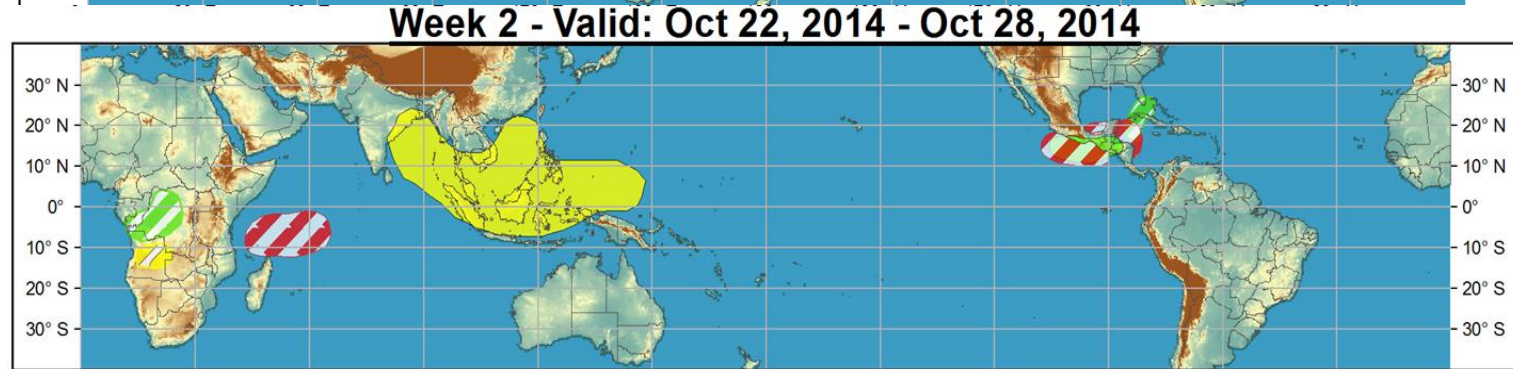 Week 2 - Valid: Oct 22, 2014 - Oct 28, 2014
30° N 30° N
20° N 20° N
10° N 10° N
0° 0°
10° S 10° S
20° S 20° S
30° S 30° S